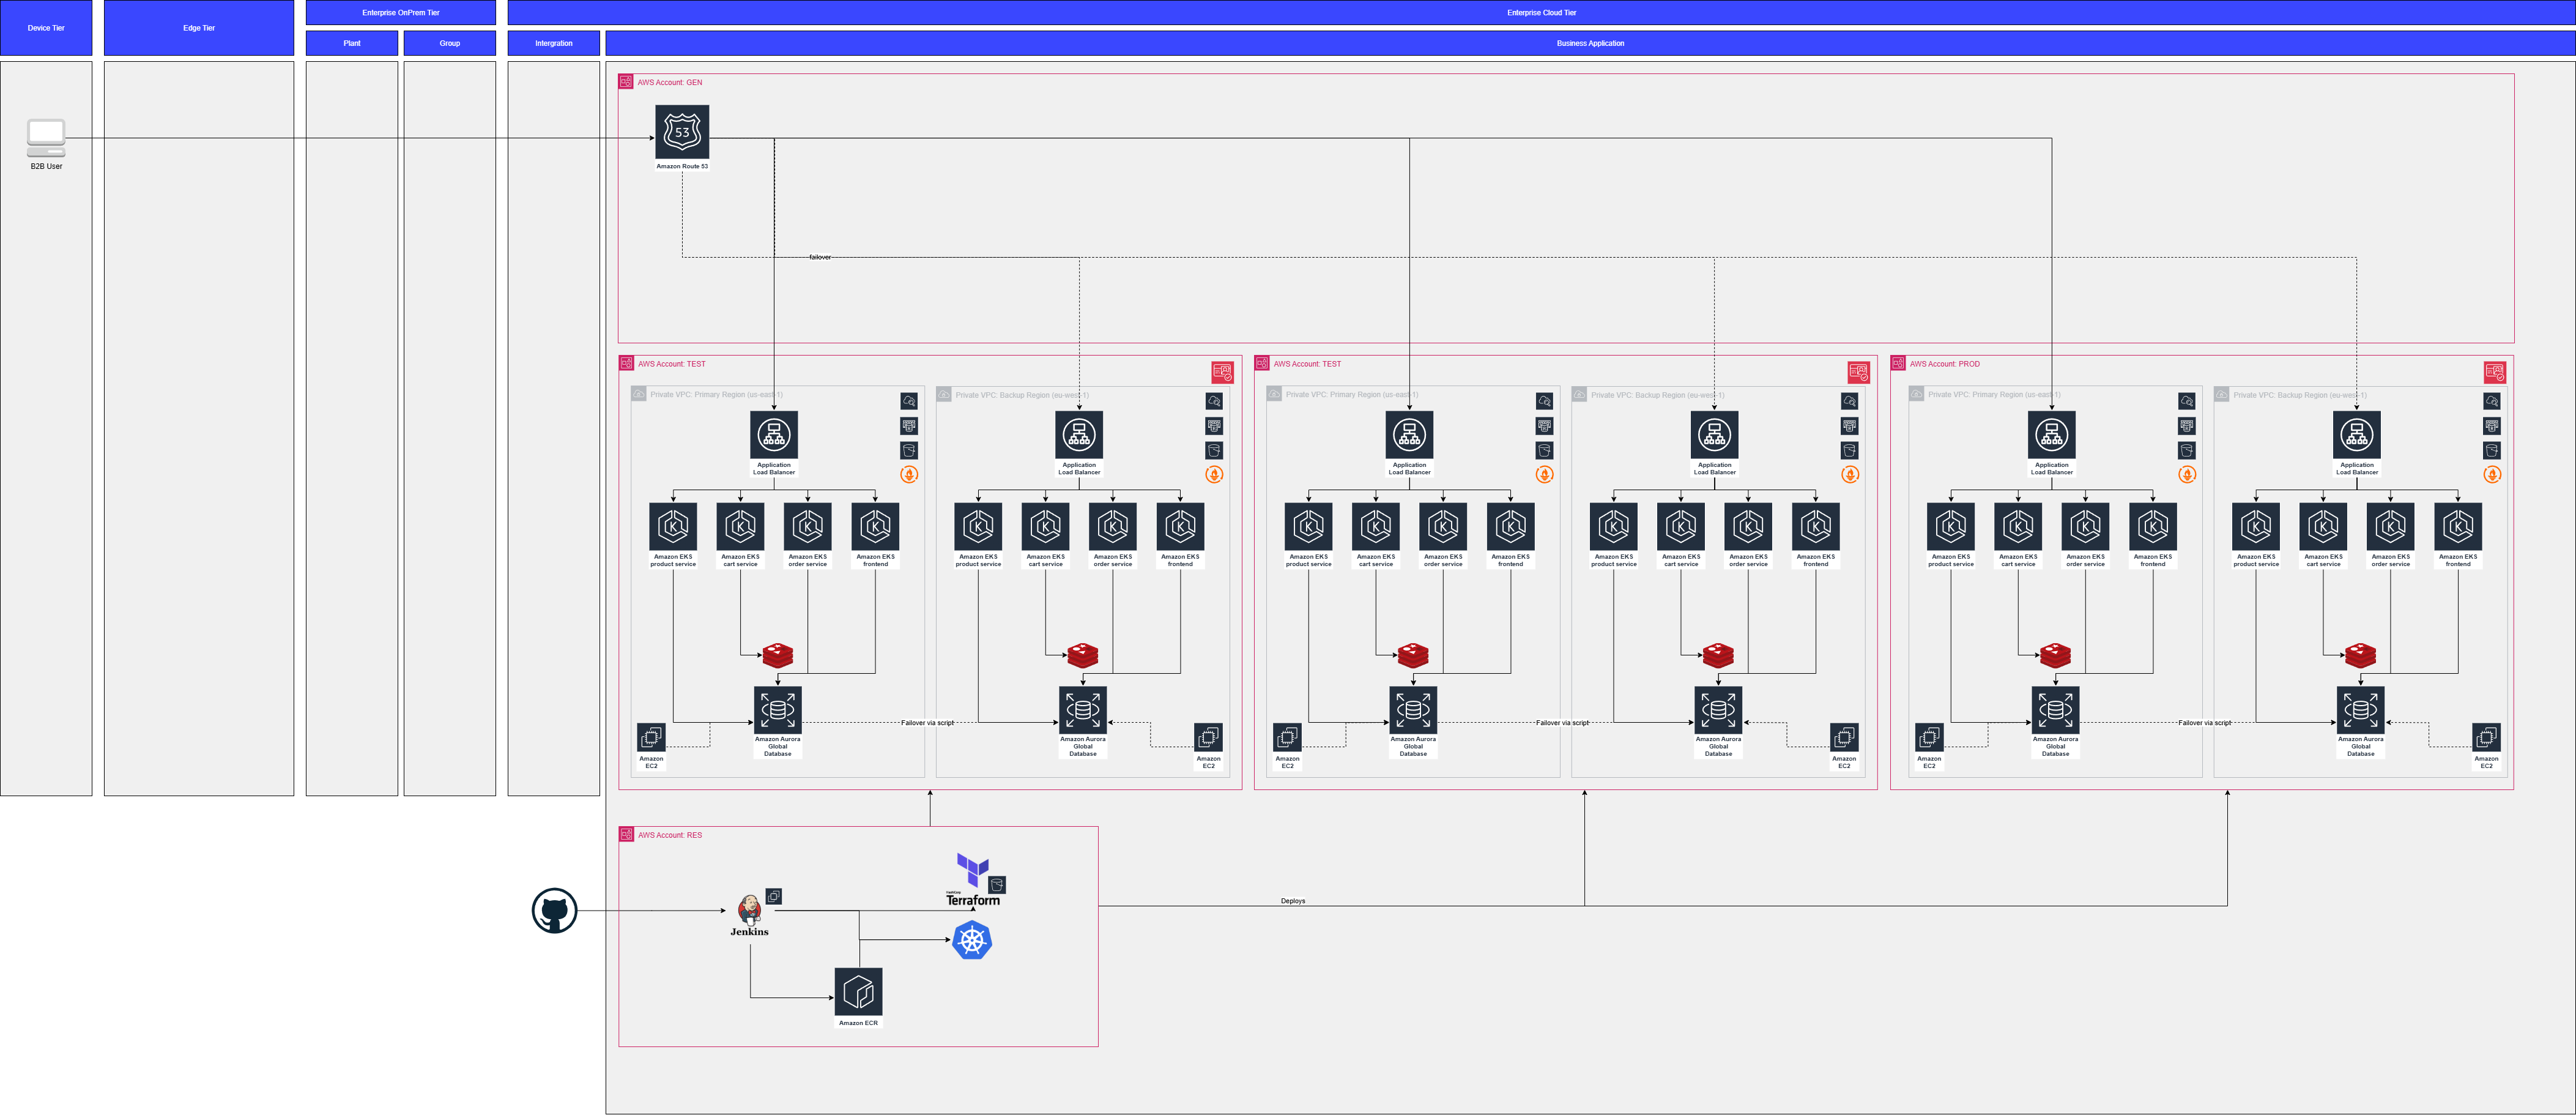 Device Tier
Edge Tier
Enterprise OnPrem Tier
Enterprise Cloud Tier
Plant
Group
Intergration
Business Application
AWS Account: GEN
53
B2B User
Amazon Route 53
failover
AWS Account: TEST
Private VPC: Primary Region (us-east-1)
Private VPC: Backup Region (eu-west-1)
Application
Load Balancer
Application
Load Balancer
Amazon EKS
product service
Amazon EKS
cart service
Amazon EKS
order service
Amazon EKS
frontend
Amazon EKS
product service
Amazon EKS
cart service
Amazon EKS
order service
Amazon EKS
frontend
Failover via script
Amazon Aurora
Global
Database
Amazon Aurora
Global
Database
Amazon
EC2
Amazon
EC2
AWS Account: TEST
Private VPC: Primary Region (us-east-1)
Private VPC: Backup Region (eu-west-1)
Application
Load Balancer
Application
Load Balancer
Amazon EKS
product service
Amazon EKS
cart service
Amazon EKS
order service
Amazon EKS
frontend
Amazon EKS
product service
Amazon EKS
cart service
Amazon EKS
order service
Amazon EKS
frontend
Failover via script
Amazon Aurora
Global
Database
Amazon Aurora
Global
Database
Amazon
EC2
Amazon
EC2
AWS Account: PROD
Private VPC: Primary Region (us-east-1)
Private VPC: Backup Region (eu-west-1)
Application
Load Balancer
Application
Load Balancer
Amazon EKS
product service
Amazon EKS
cart service
Amazon EKS
order service
Amazon EKS
frontend
Amazon EKS
product service
Amazon EKS
cart service
Amazon EKS
order service
Amazon EKS
frontend
Failover via script
Amazon Aurora
Global
Database
Amazon Aurora
Global
Database
Amazon
EC2
Amazon
EC2
AWS Account: RES
HashiCorp
Terraform
Jenkins
Deploys
Amazon ECR